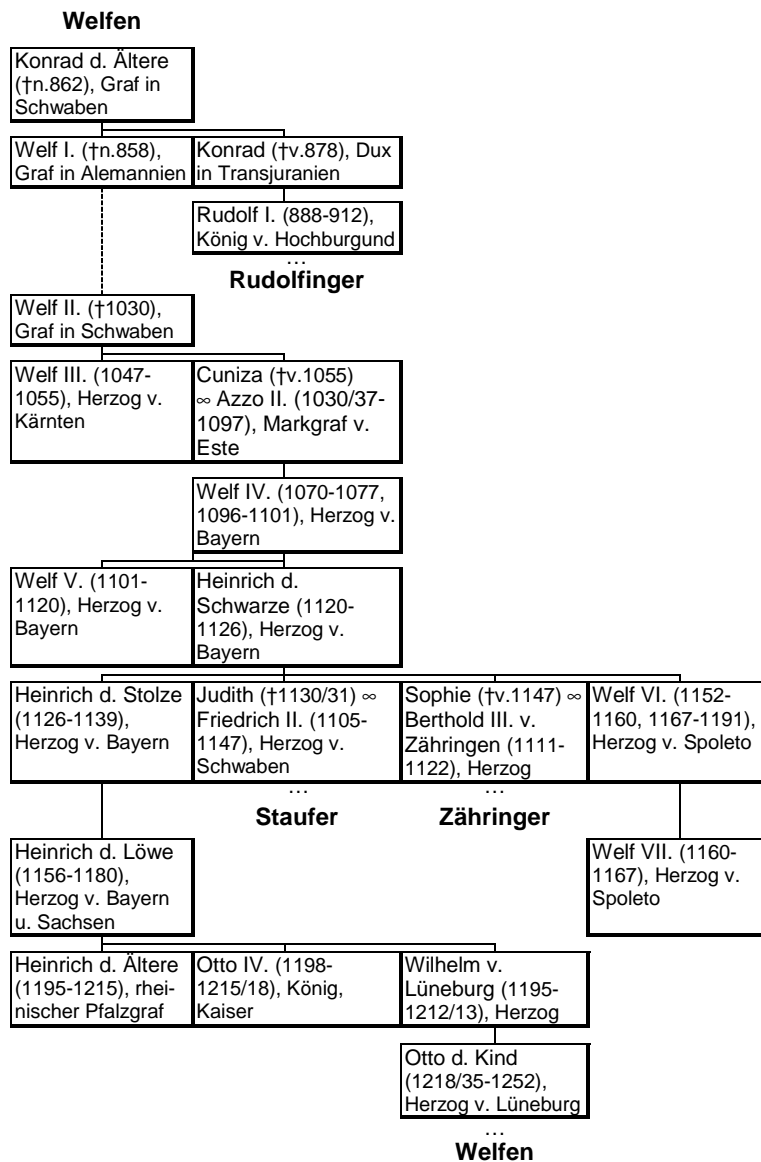 Welfen
Konrad d. Ältere
(†n.862), Graf in
Schwaben
Welf I. (†n.858),
Graf in Alemannien
Konrad (†v.878), Dux
in Transjuranien
Rudolf I. (888-912),
König v. Hochburgund
…
Rudolfinger
Welf II. (†1030),
Graf in Schwaben
Welf III. (1047-
1055), Herzog v.
Kärnten
Cuniza (†v.1055)
∞ Azzo II. (1030/37-
1097), Markgraf v.
Este
Welf IV. (1070-1077,
1096-1101), Herzog v.
Bayern
Welf V. (1101-
1120), Herzog v.
Bayern
Heinrich d.
Schwarze (1120-
1126), Herzog v.
Bayern
Heinrich d. Stolze
(1126-1139),
Herzog v. Bayern
Judith (†1130/31) ∞
Friedrich II. (1105-
1147), Herzog v.
Schwaben
…
Staufer
Sophie (†v.1147) ∞
Berthold III. v.
Zähringen (1111-
1122), Herzog
…
Zähringer
Welf VI. (1152-
1160, 1167-1191),
Herzog v. Spoleto
Heinrich d. Löwe
(1156-1180),
Herzog v. Bayern
u. Sachsen
Welf VII. (1160-
1167), Herzog v.
Spoleto
Heinrich d. Ältere
(1195-1215), rhei-
nischer Pfalzgraf
Otto IV. (1198-
1215/18), König,
Kaiser
Wilhelm v.
Lüneburg (1195-
1212/13), Herzog
Otto d. Kind
(1218/35-1252),
Herzog v. Lüneburg
…
Welfen